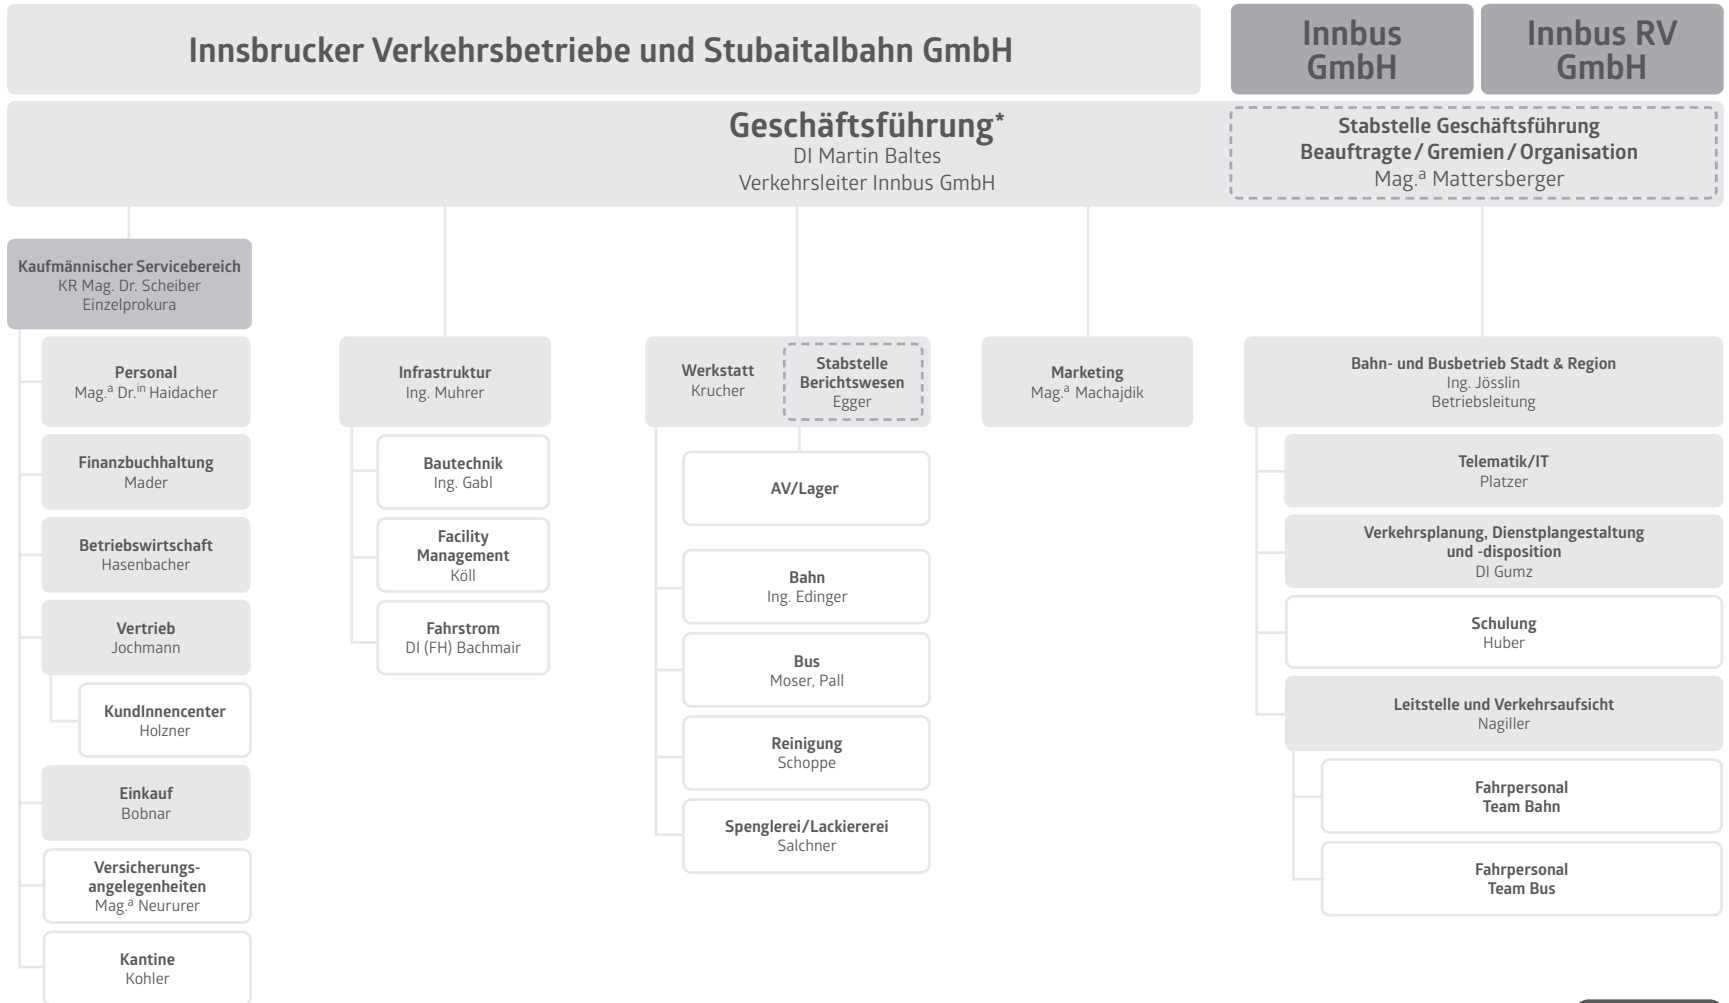 Innsbrucker Verkehrsbetriebe und Stubaitalbahn GmbH
Innbus
GmbH
Innbus RV
GmbH
Geschäftsführung*
DI Martin Baltes
Verkehrsleiter Innbus GmbH
Stabstelle Geschäftsführung
Beauftragte/Gremien/Organisation
Mag.ª Mattersberger
Kaufmännischer Servicebereich
KR Mag. Dr. Scheiber
Einzelprokura
Personal
Mag.ª Dr.ⁱⁿ Haidacher
Finanzbuchhaltung
Mader
Betriebswirtschaft
Hasenbacher
Vertrieb
Jochmann
KundInnencenter
Holzner
Einkauf
Bobnar
Versicherungs-
angelegenheiten
Mag.ª Neururer
Kantine
Kohler
Infrastruktur
Ing. Muhrer
Bautechnik
Ing. Gabl
Facility
Management
Köll
Fahrstrom
DI (FH) Bachmair
Werkstatt
Krucher
Stabstelle
Berichtswesen
Egger
AV/Lager
Bahn
Ing. Edinger
Bus
Moser, Pall
Reinigung
Schoppe
Spenglerei/Lackiererei
Salchner
Marketing
Mag.ª Machajdik
Bahn- und Busbetrieb Stadt & Region
Ing. Jösslin
Betriebsleitung
Telematik/IT
Platzer
Verkehrsplanung, Dienstplangestaltung
und -disposition
DI Gumz
Schulung
Huber
Leitstelle und Verkehrsaufsicht
Nagiller
Fahrpersonal
Team Bahn
Fahrpersonal
Team Bus